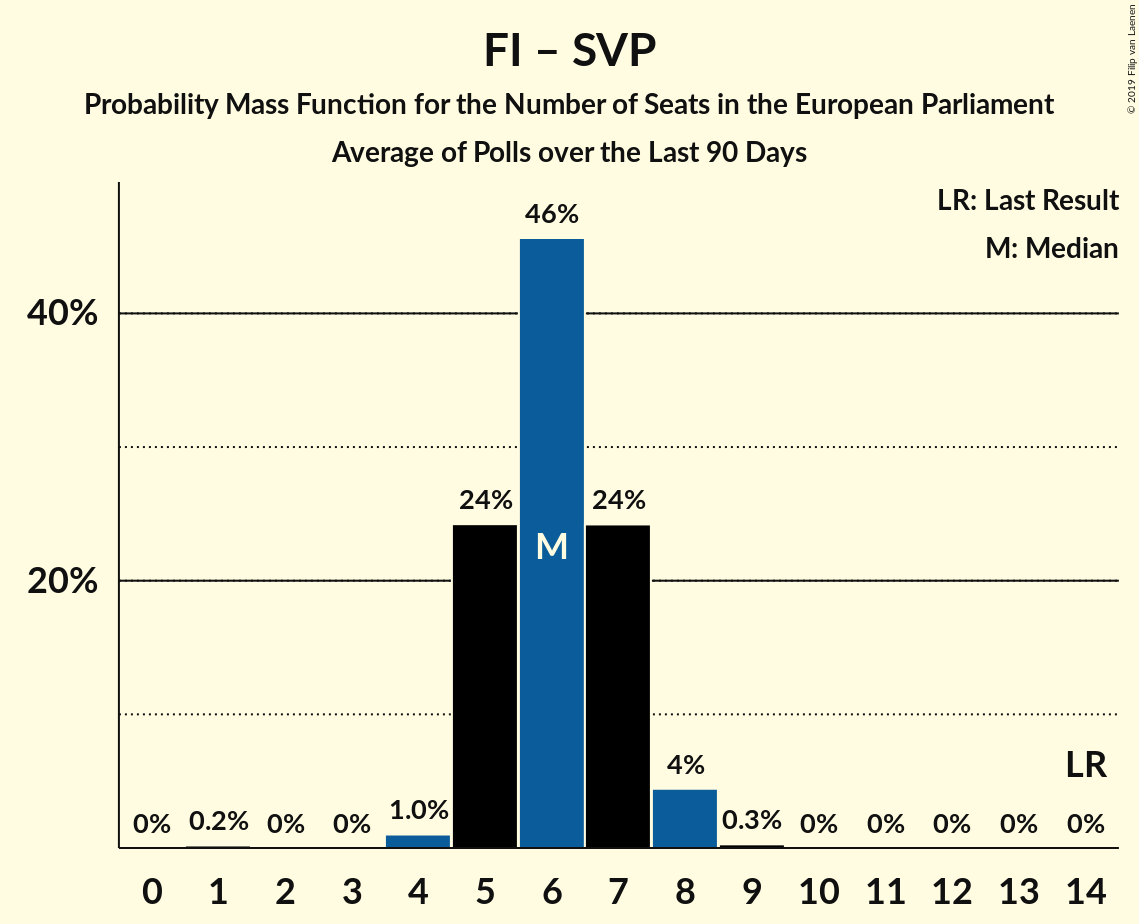 FI – SVP
Probability Mass Function for the Number of Seats in the European Parliament
Average of Polls over the Last 90 Days
© 2019 Filip van Laenen
LR: Last Result
M: Median
40%
20%
0% 0.2% 0% 0% 1.0% 24% 46% 24% 4% 0.3% 0% 0% 0% 0% 0%
M
LR
0 1 2 3 4 5 6 7 8 9 10 11 12 13 14